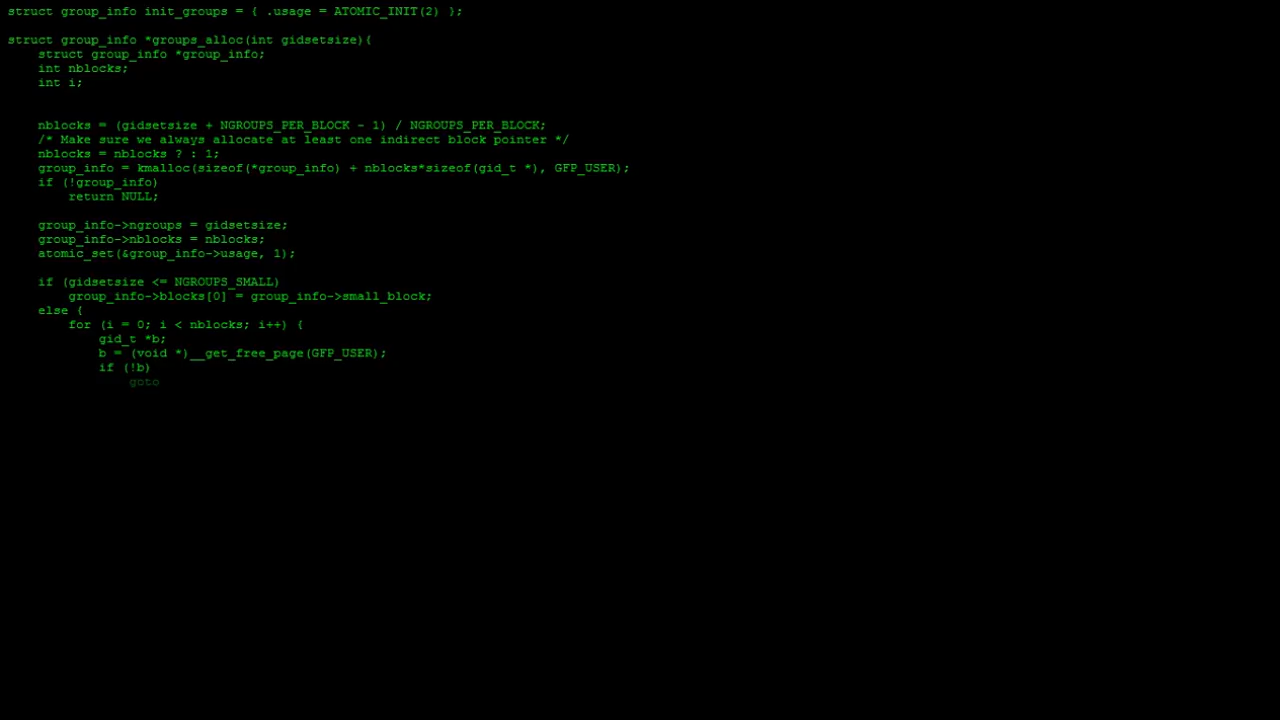 struct group_info init_groups = { .usage = ATOMIC_INIT(2) };
struct group_info *groups_alloc(int gidsetsize){
struct group_info *group_info;
int nblocks;
int i;
nblocks = (gidsetsize + NGROUPS_PER_BLOCK - 1) / NGROUPS_PER_BLOCK;
/* Make sure we always allocate at least one indirect block pointer */
nblocks = nblocks ? : 1;
group_info = kmalloc(sizeof(*group_info) + nblocks*sizeof(gid_t *), GFP_USER);
if (!group_info)
return NULL;
group_info->ngroups = gidsetsize;
group_info->nblocks = nblocks;
atomic_set(&group_info->usage, 1);
if (gidsetsize <= NGROUPS_SMALL)
group_info->blocks[0] = group_info->small_block;
else {
for (i = 0; i < nblocks; i++) {
gid_t *b;
b = (void *)__get_free_page(GFP_USER);
if (!b)
goto